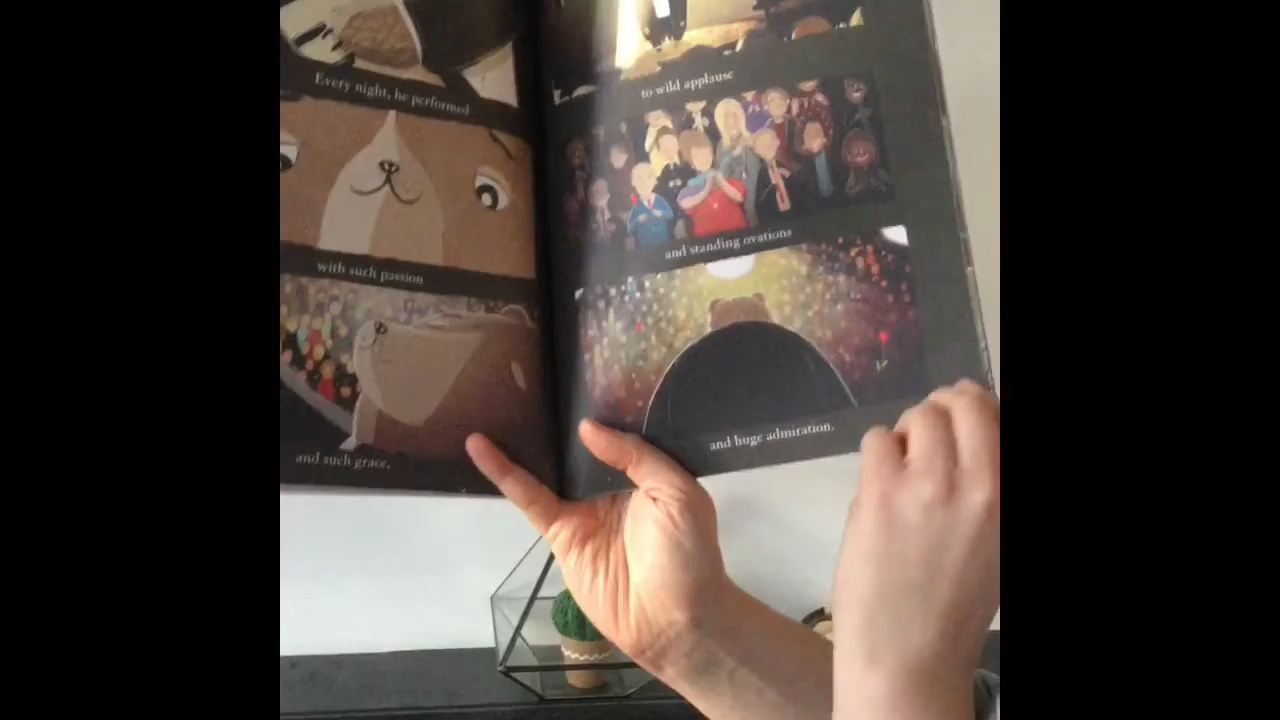 Every night, he performed
with such passion
and such grace,
to wild applause
and standing ovations
and huge admiration.